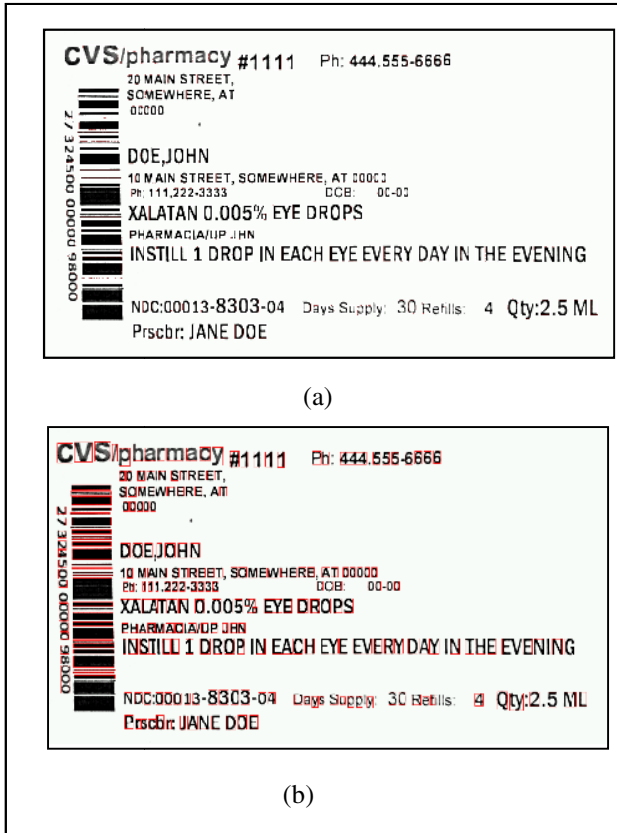 CVS/pharmacy #1111 Ph: 444.555-6666
20 MAIN STREET,
SOMEWHERE, AT
00000
27 324500 00000 98000
DOE,JOHN
10 MAIN STREET, SOMEWHERE, AT 00000
Ph: 111,222-3333 DOB: 00-00
XALATAN 0.005% EYE DROPS
PHARMACIA/UP JHN
INSTILL 1 DROP IN EACH EYE EVERY DAY IN THE EVENING
NDC:00013-8303-04 Days Supply: 30 Refills: 4 Qty:2.5 ML
Prscbr: JANE DOE
(a)
CVS/pharmacy #1111 Ph: 444.555-6666
20 MAIN STREET,
SOMEWHERE, AT
00000
27 324500 00000 98000
DOE,JOHN
10 MAIN STREET, SOMEWHERE, AT 00000
Ph: 111.222-3333 DOB: 00-00
XALATAN 0.005% EYE DROPS
PHARMACIA/UP JHN
INSTILL 1 DROP IN EACH EYE EVERY DAY IN THE EVENING
NDC:00013-8303-04 Days Supply: 30 Refills: 4 Qty:2.5 ML
Prscbr: JANE DOE
(b)